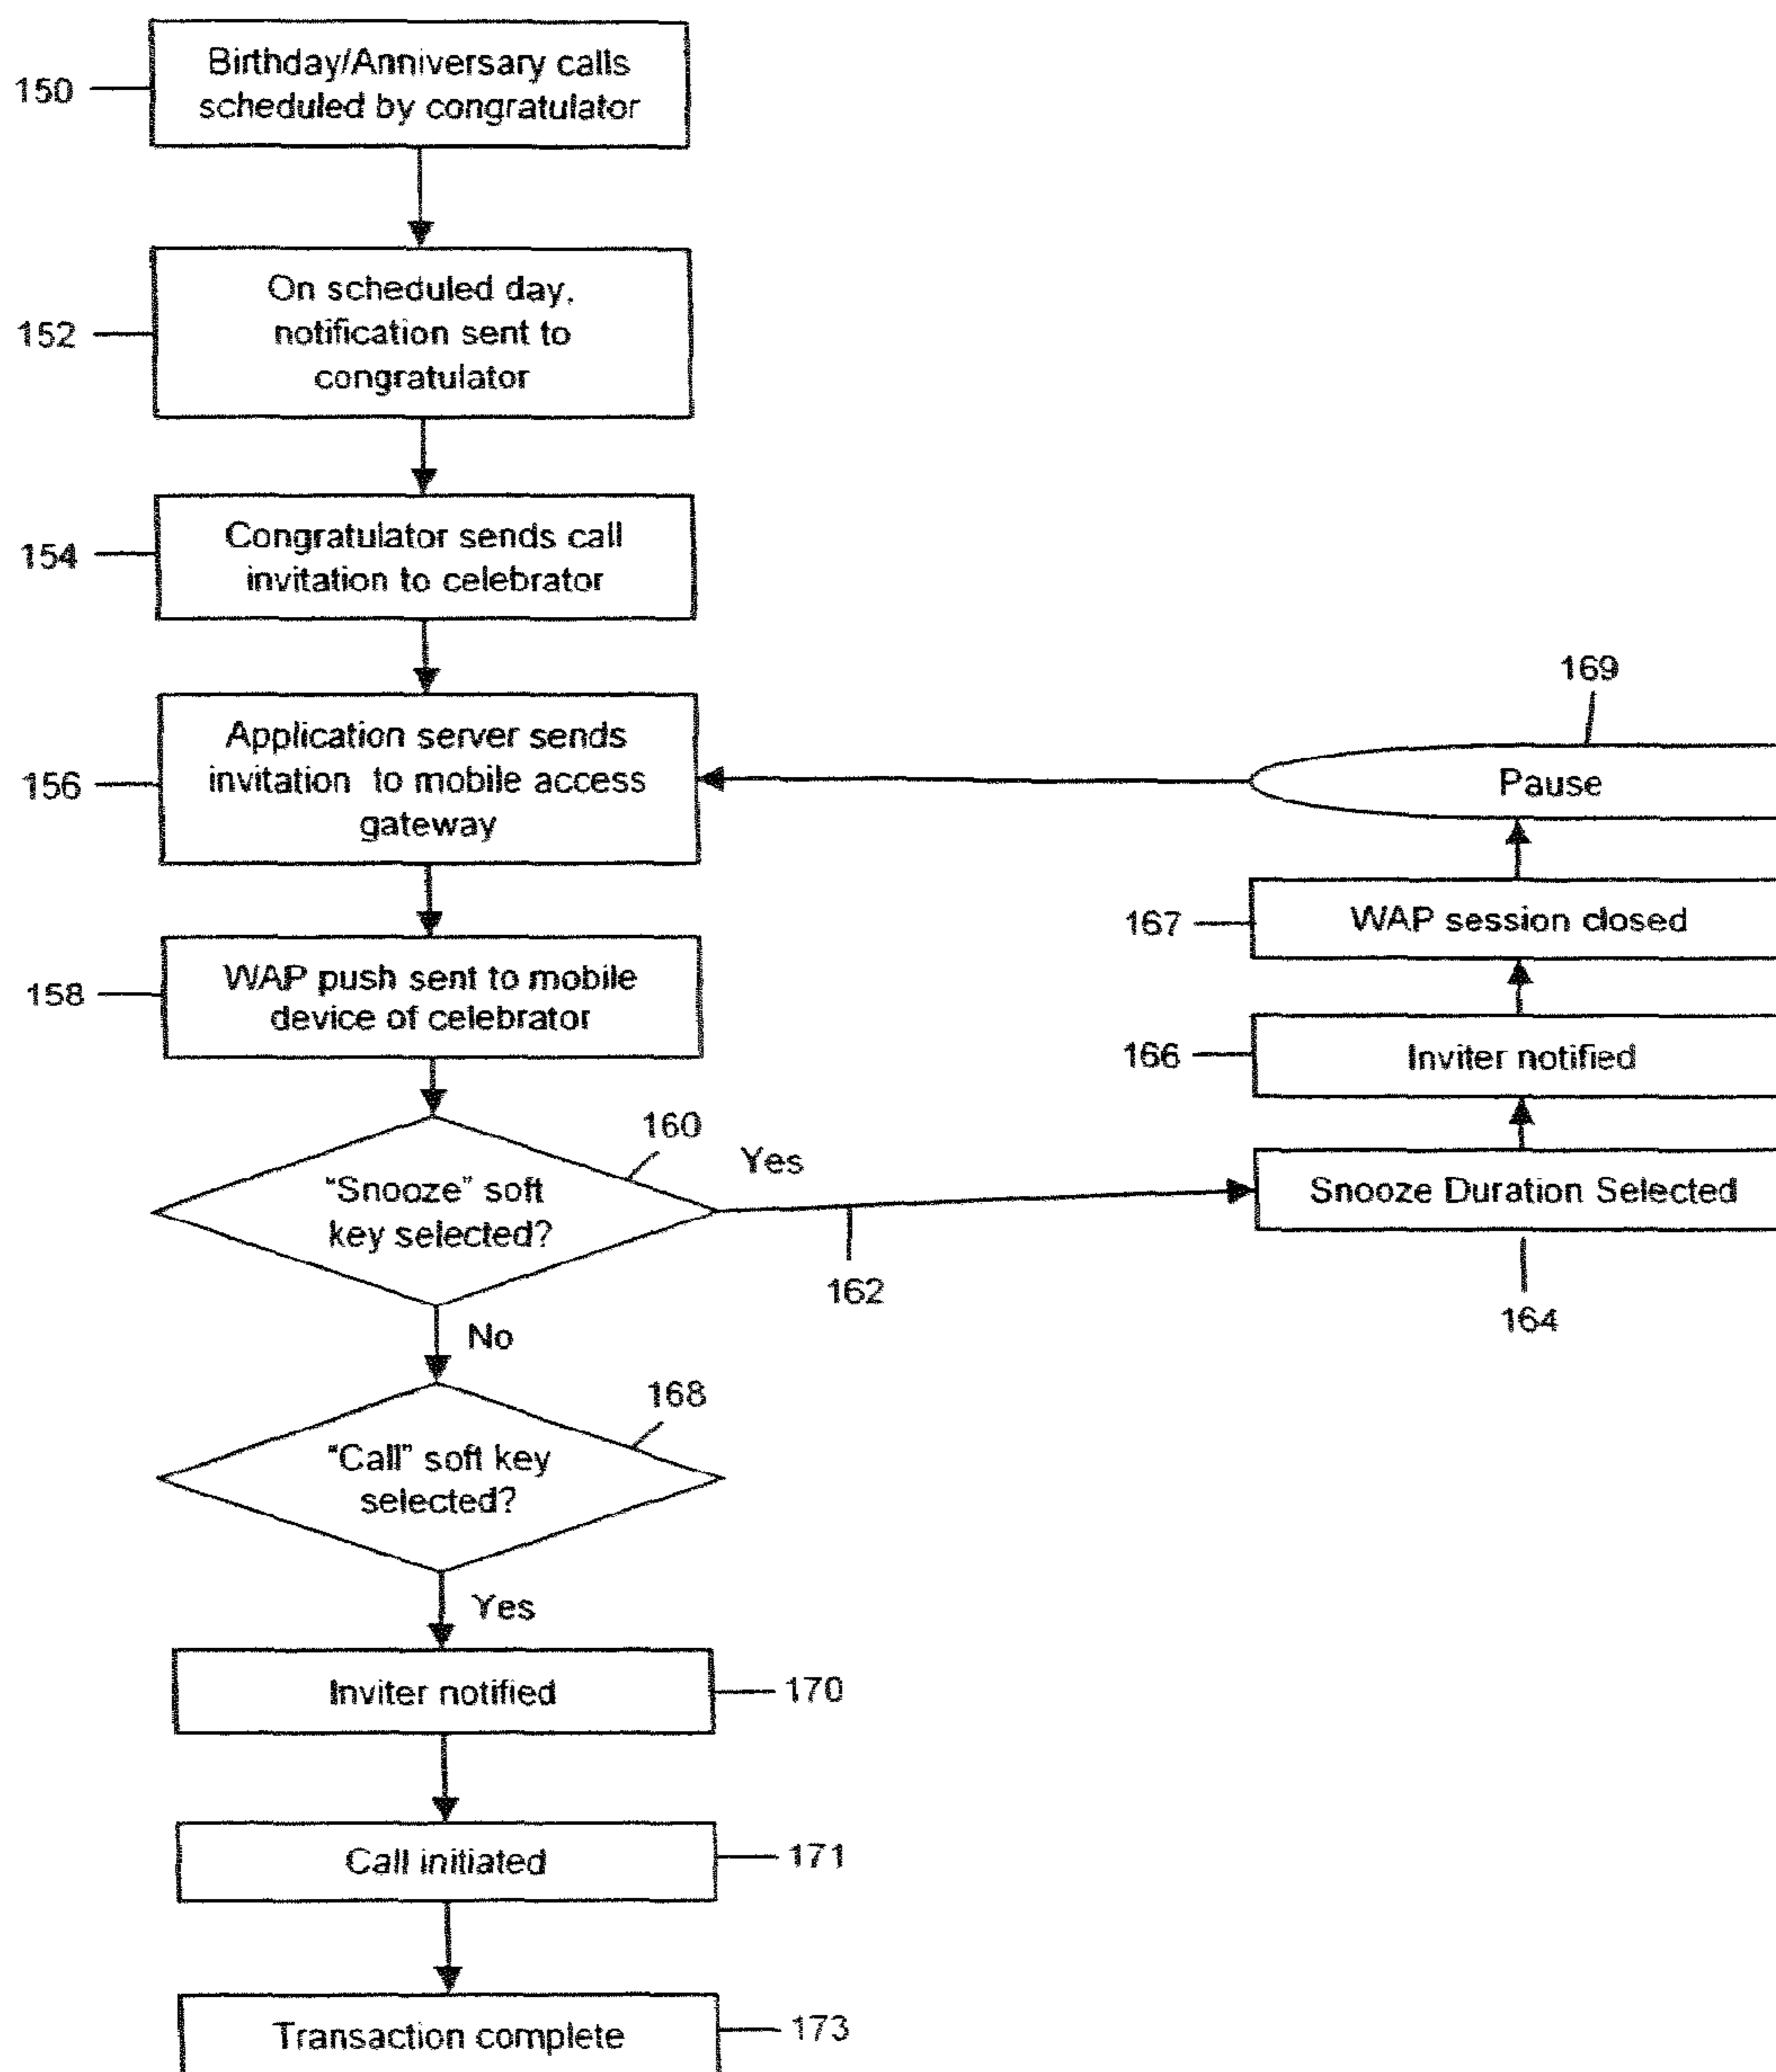 150
Birthday/Anniversary calls
scheduled by congratulator
152
On scheduled day,
notification sent to
congratulator
154
Congratulator sends call
invitation to celebrator
156
Application server sends
invitation to mobile access
gateway
169
Pause
167
WAP session closed
158
WAP push sent to mobile
device of celebrator
166
Inviter notified
160
"Snooze" soft
key selected?
Yes
162
Snooze Duration Selected
164
No
168
"Call" soft key
selected?
Yes
Inviter notified
170
Call initiated
171
Transaction complete
173